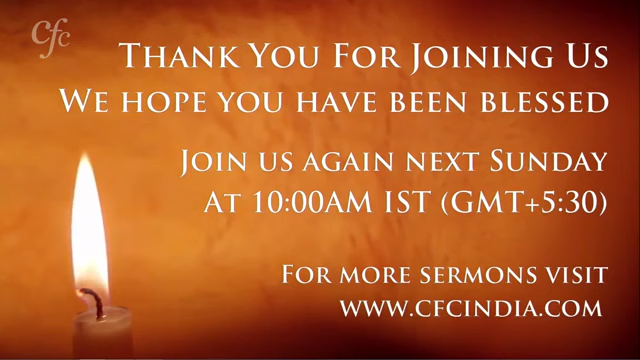 cfc
Thank You For Joining Us
We hope you have been blessed
Join us again next Sunday
At 10:00AM IST (GMT+5:30)
For more sermons visit
www.cfcindia.com